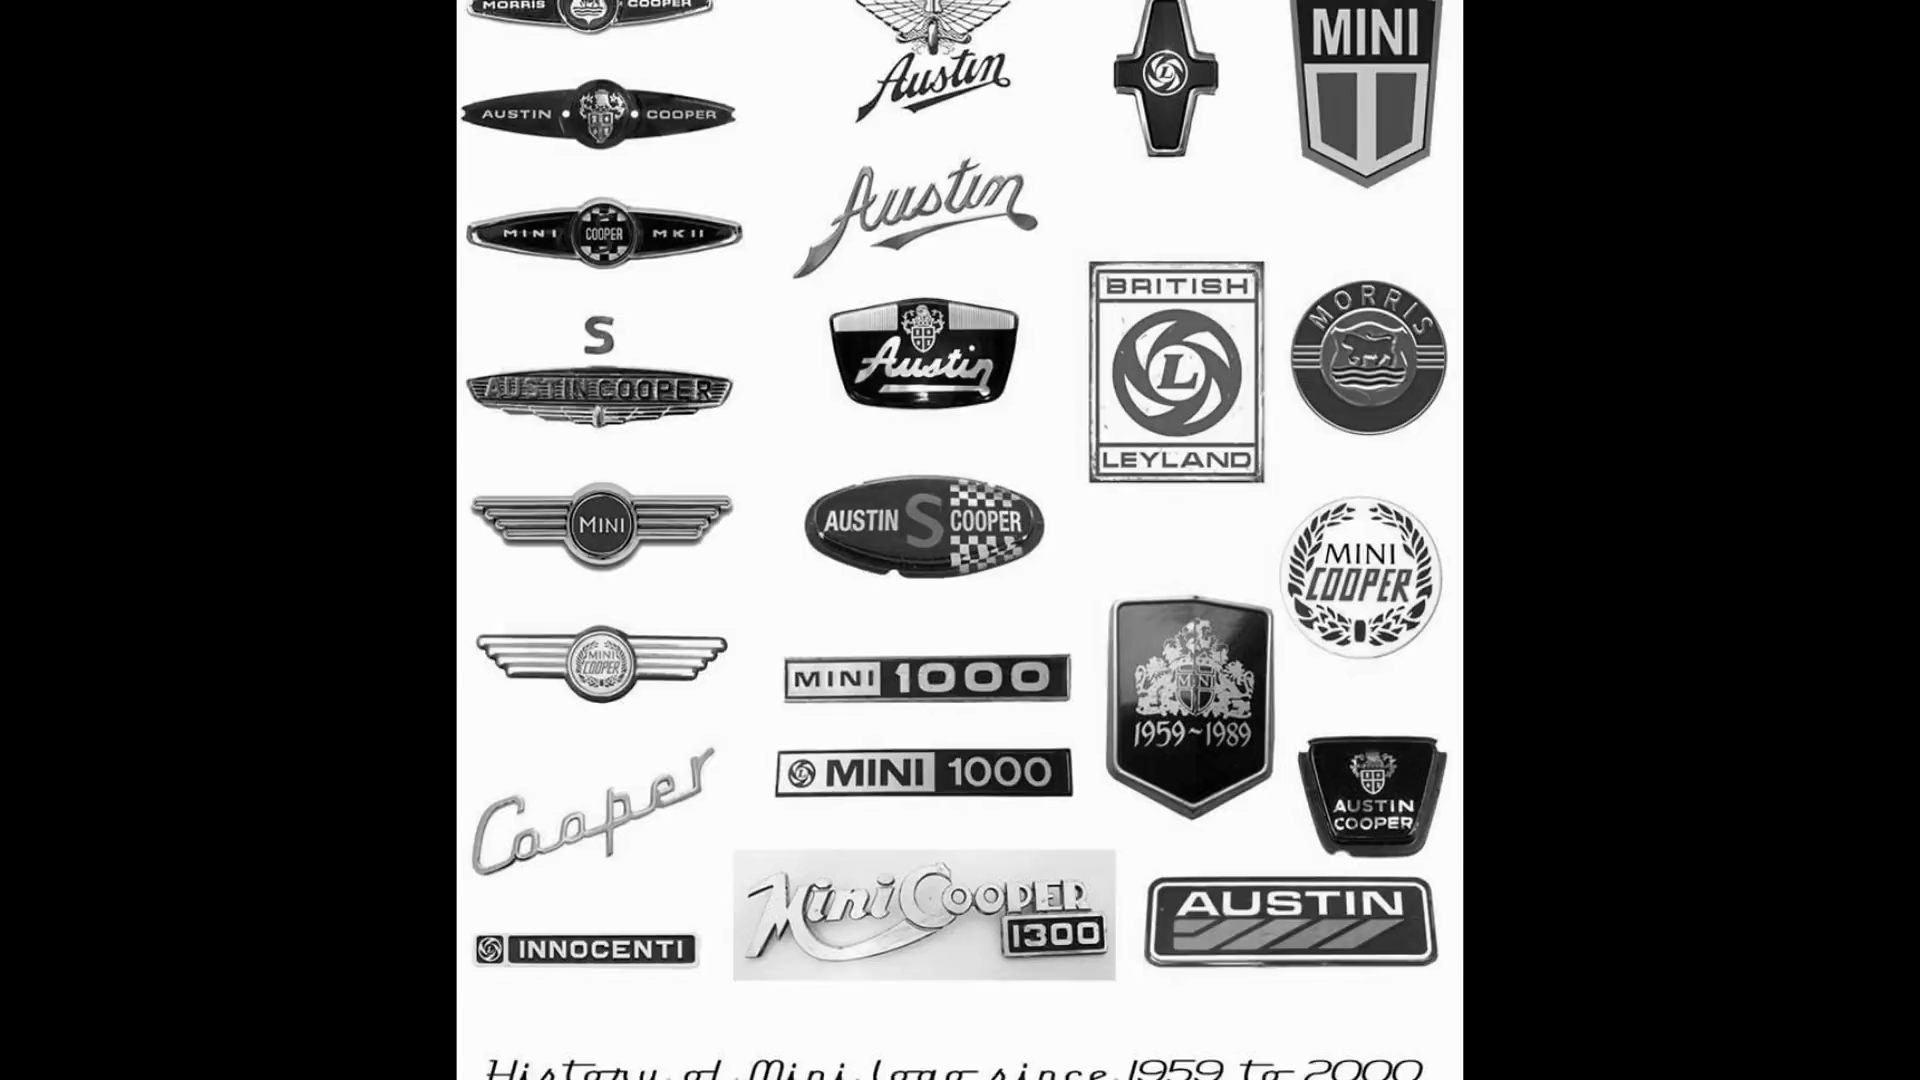 MORRIS COOPER
Austin
L
MINI
AUSTIN COOPER
Austin
MINI COOPER MKII
BRITISH
L
LEYLAND
MORRIS
S
AUSTIN COOPER
Austin
MINI
AUSTIN S COOPER
MINI
COOPER
MINI
COOPER
MINI 1000
MINI
1959~1989
Cooper
L MINI 1000
AUSTIN
COOPER
L INNOCENTI
Mini COOPER
1300
AUSTIN
History of Mini logo since 1959 to 2000